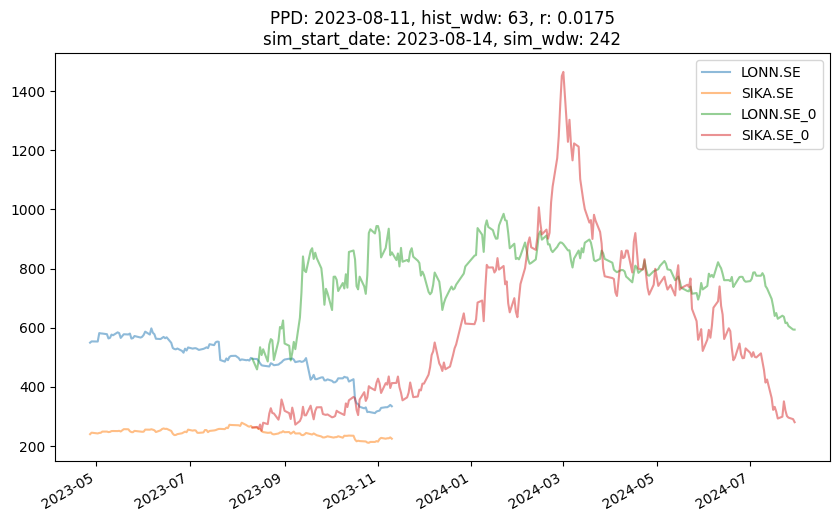 PPD: 2023-08-11, hist_wdw: 63, r: 0.0175
sim_start_date: 2023-08-14, sim_wdw: 242
LONN.SE
SIKA.SE
LONN.SE_0
SIKA.SE_0
1400
1200
1000
800
600
400
200
2023-05
2023-07
2023-09
2023-11
2024-01
2024-03
2024-05
2024-07